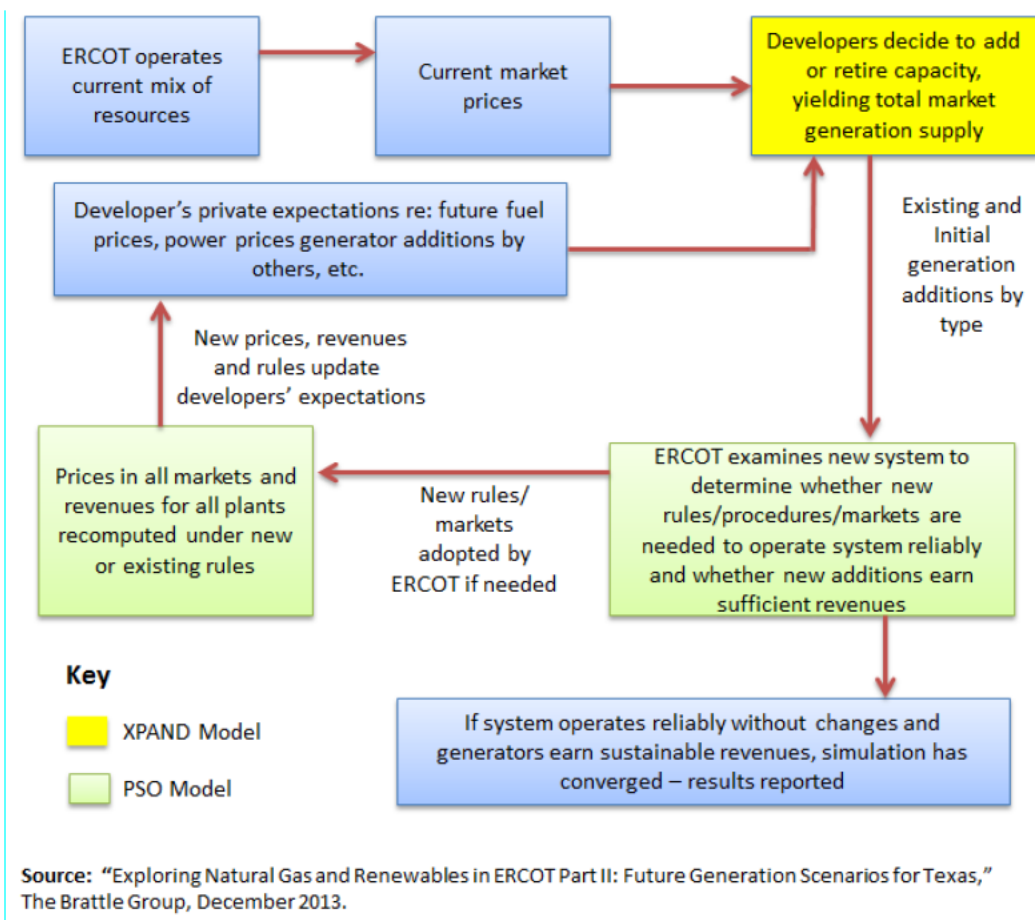 ERCOT operates
current mix of
resources
Current market
prices
Developers decide to add
or retire capacity,
yielding total market
generation supply
Developer’s private expectations re: future fuel
prices, power prices generator additions by
others, etc.
Existing and
Initial
generation
additions by
type
New prices, revenues
and rules update
developers’ expectations
Prices in all markets and
revenues for all plants
recomputed under new
or existing rules
New rules/
markets
adopted by
ERCOT if needed
ERCOT examines new system to
determine whether new
rules/procedures/markets are
needed to operate system reliably
and whether new additions earn
sufficient revenues
Key
XPAND Model
PSO Model
If system operates reliably without changes and
generators earn sustainable revenues, simulation has
converged – results reported
Source: “Exploring Natural Gas and Renewables in ERCOT Part II: Future Generation Scenarios for Texas,”
The Brattle Group, December 2013.